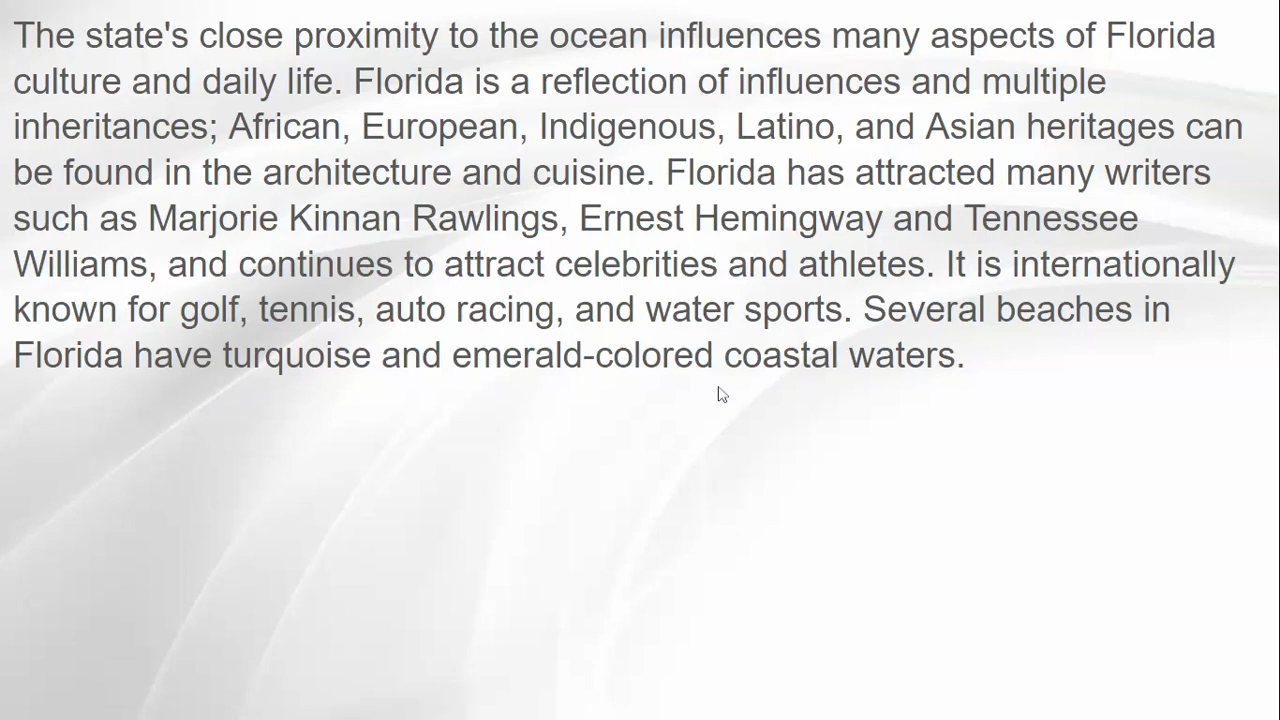 The state's close proximity to the ocean influences many aspects of Florida
culture and daily life. Florida is a reflection of influences and multiple
inheritances; African, European, Indigenous, Latino, and Asian heritages can
be found in the architecture and cuisine. Florida has attracted many writers
such as Marjorie Kinnan Rawlings, Ernest Hemingway and Tennessee
Williams, and continues to attract celebrities and athletes. It is internationally
known for golf, tennis, auto racing, and water sports. Several beaches in
Florida have turquoise and emerald-colored coastal waters.